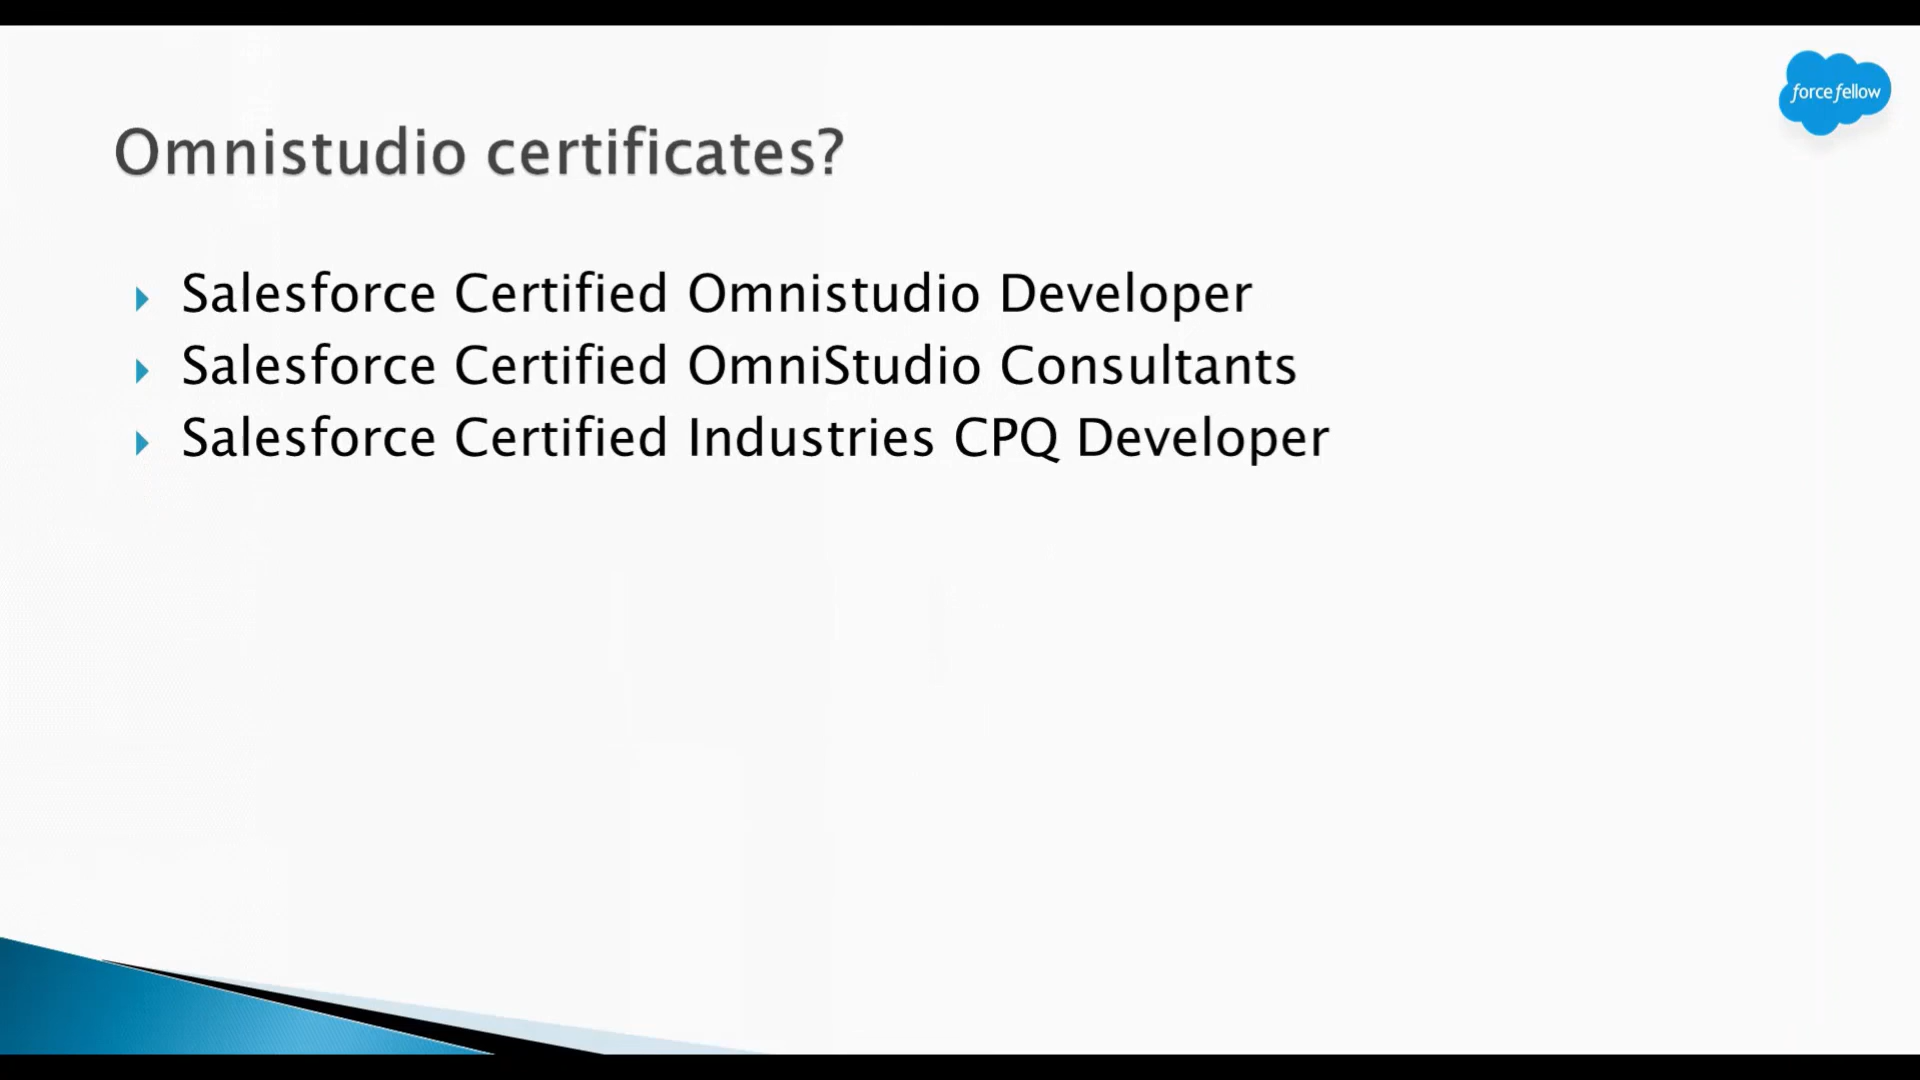 force fellow
Omnistudio certificates?
Salesforce Certified Omnistudio Developer
Salesforce Certified OmniStudio Consultants
Salesforce Certified Industries CPQ Developer